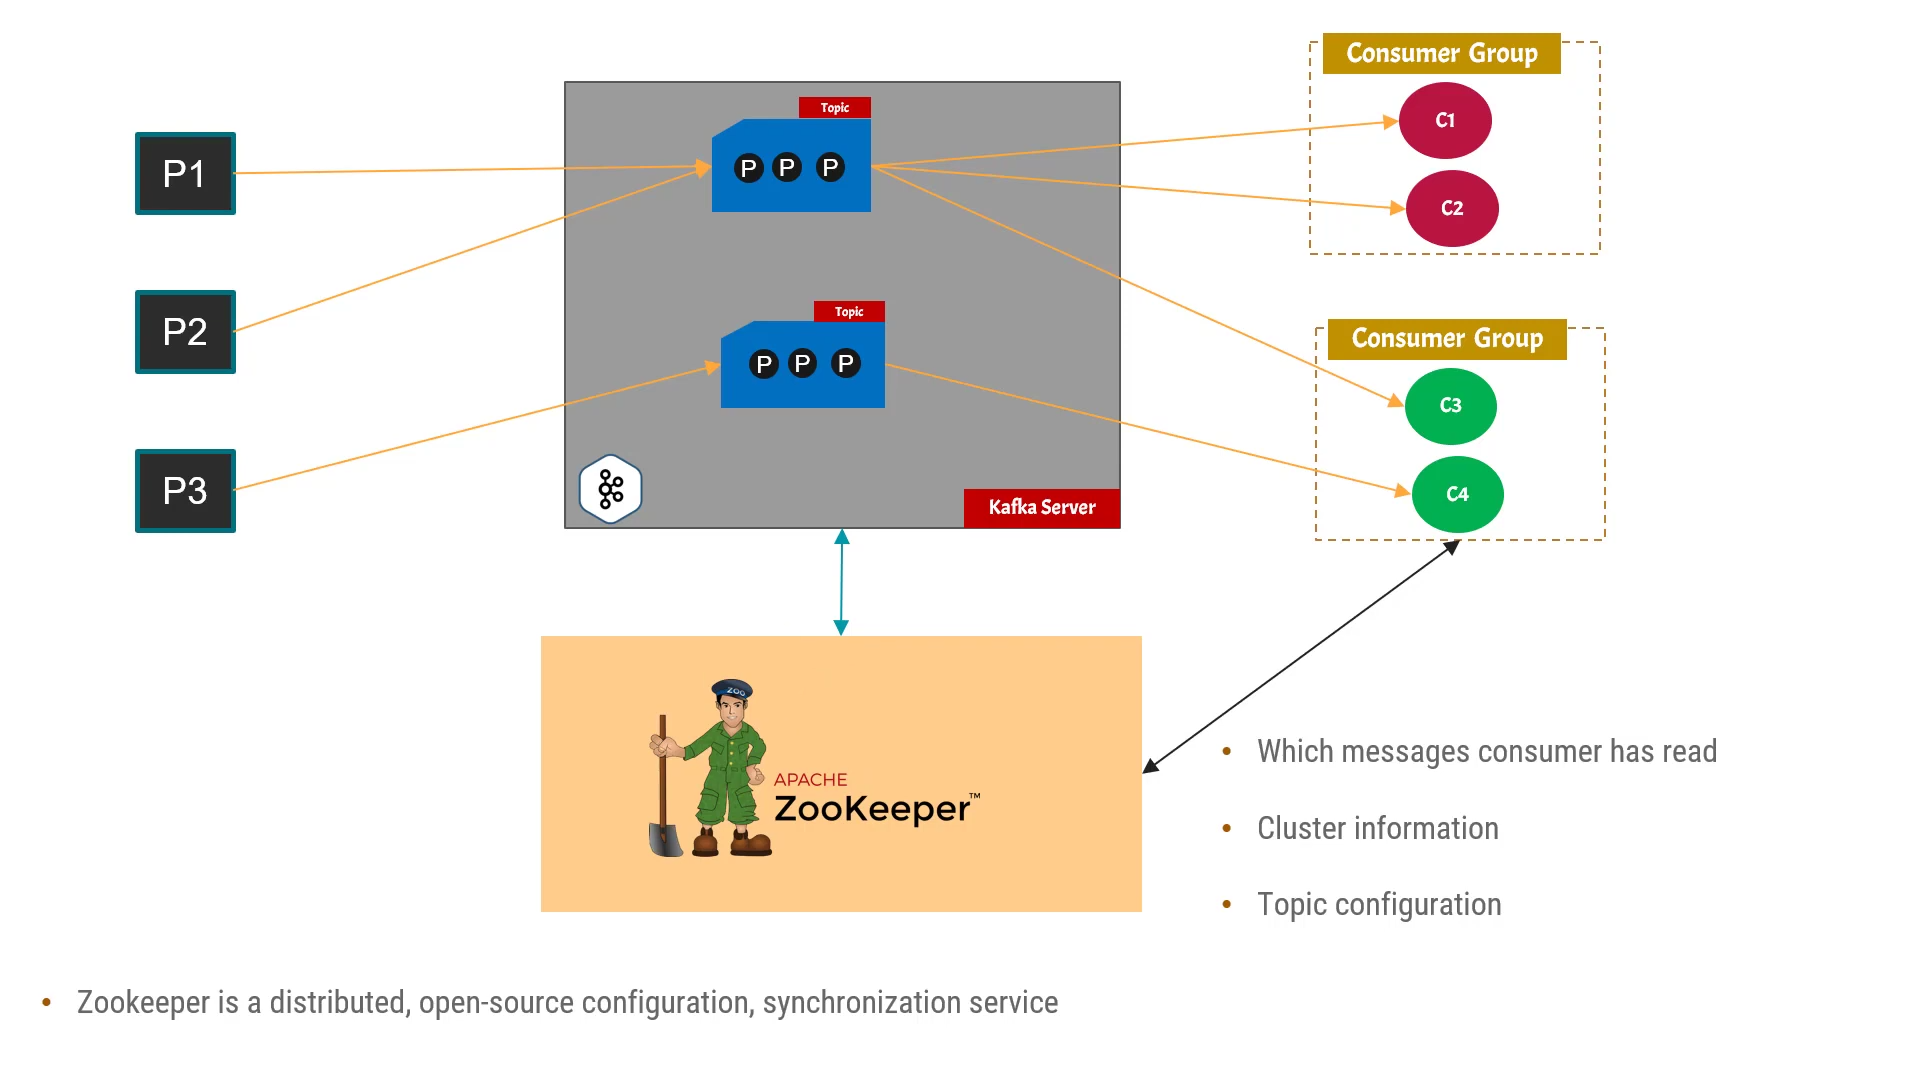 Consumer Group
C1
C2
Topic
P P P
P1
P2
P3
Topic
P P P
Kafka Server
Consumer Group
C3
C4
ZOO
APACHE
ZooKeeper™
• Which messages consumer has read
• Cluster information
• Topic configuration
• Zookeeper is a distributed, open-source configuration, synchronization service